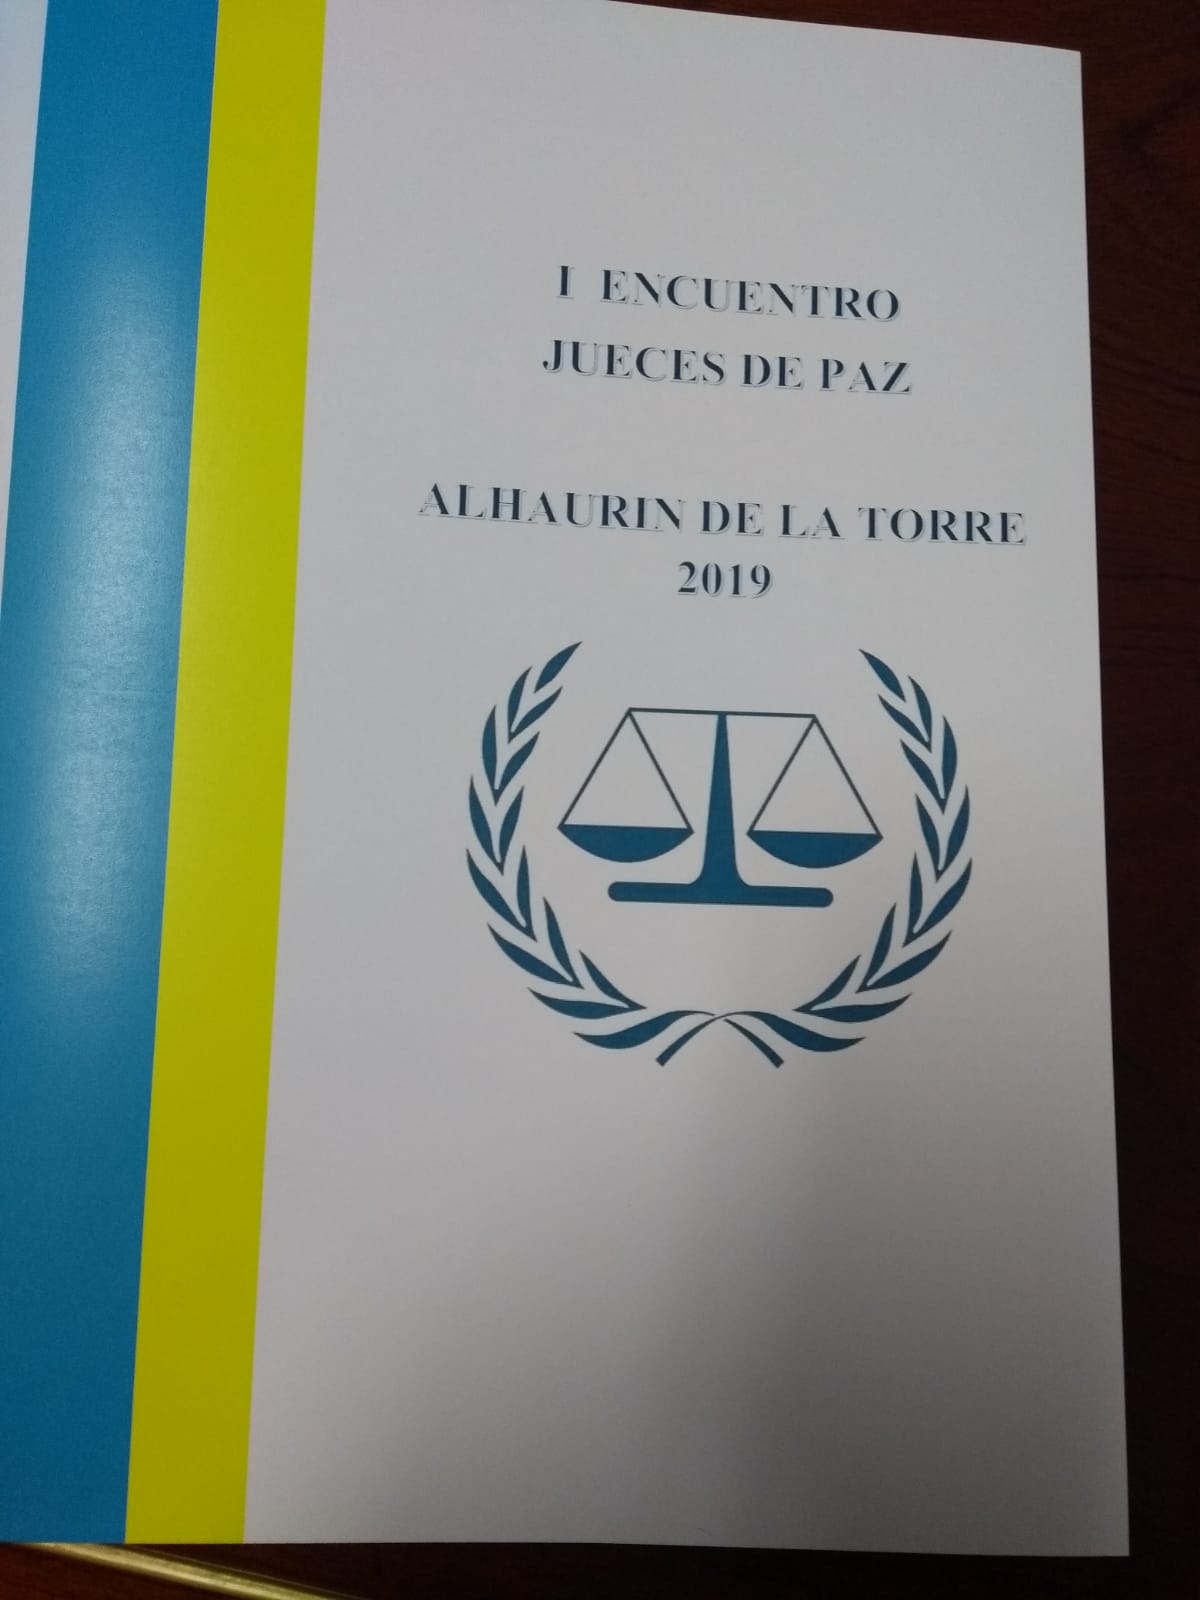 I ENCUENTRO
JUECES DE PAZ
ALHAURIN DE LA TORRE
2019